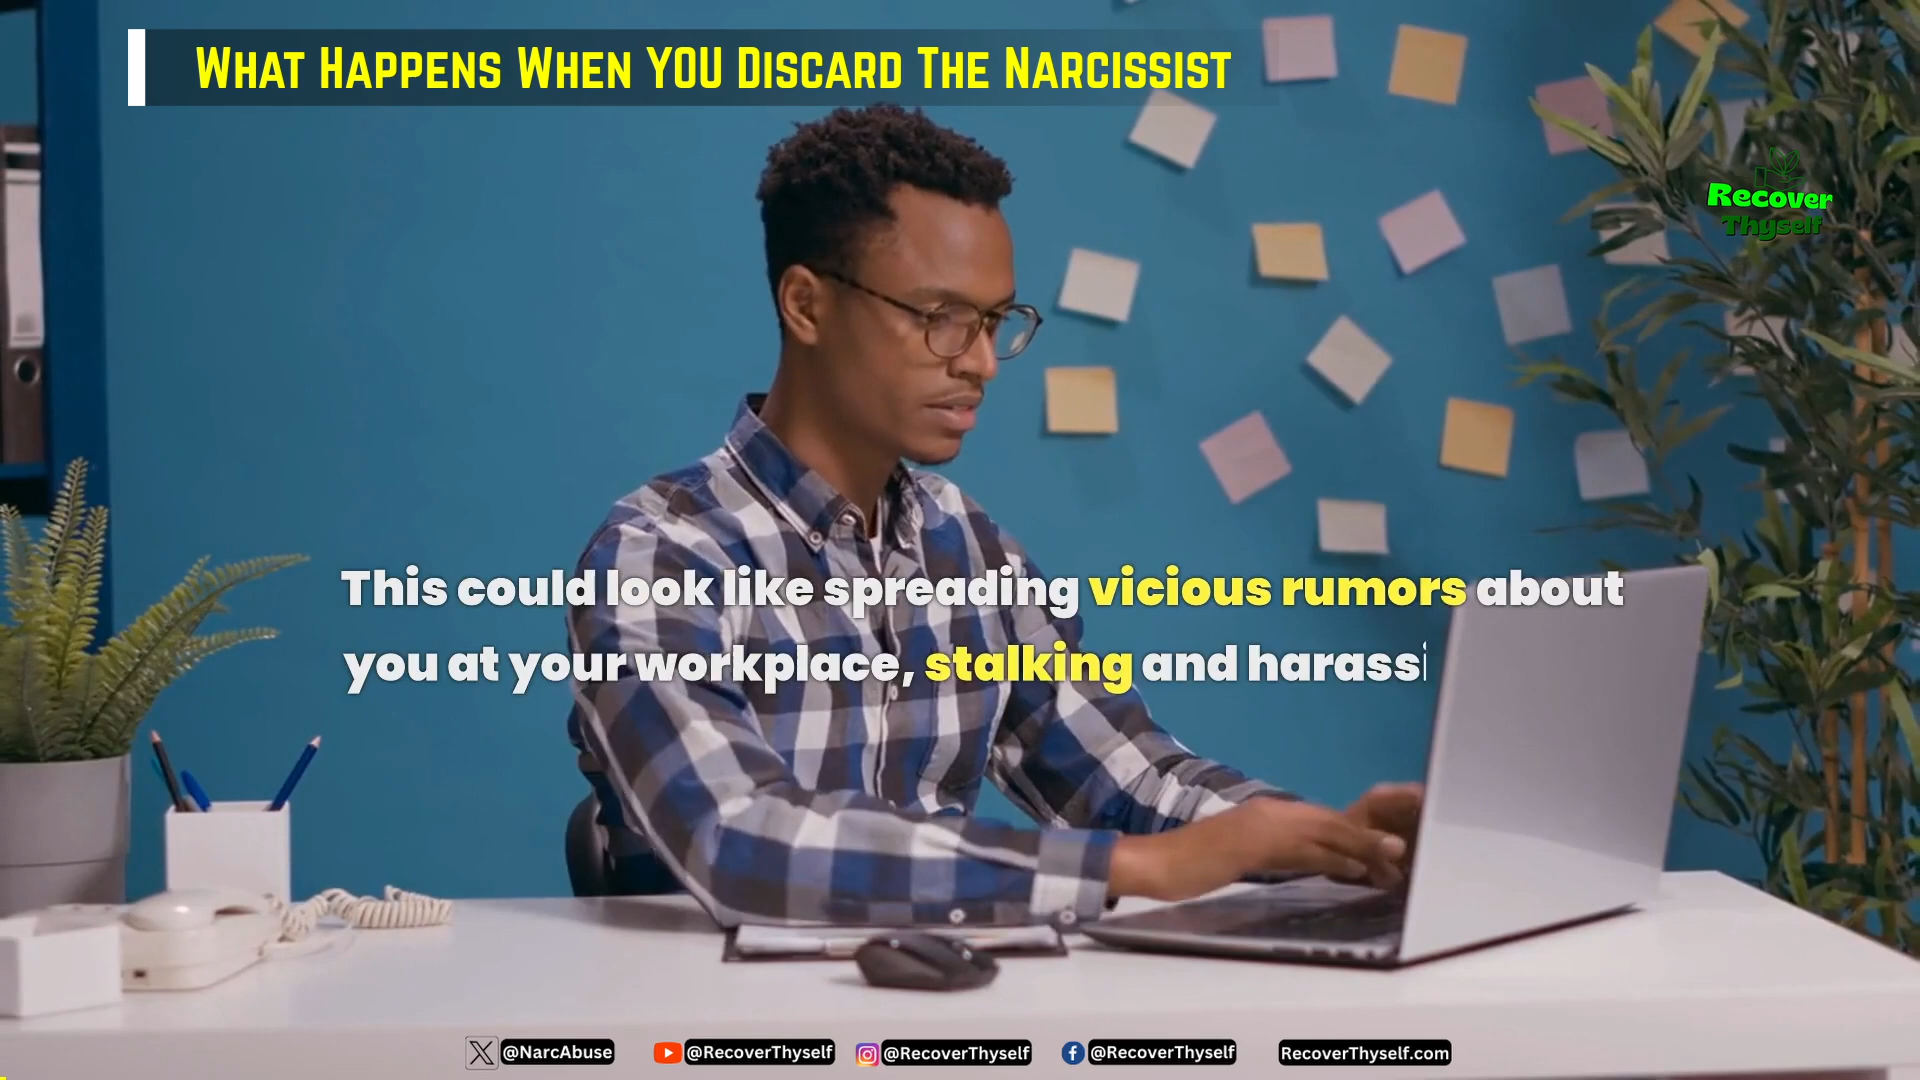 What Happens When YOU Discard The Narcissist
Recover
Thyself
This could look like spreading vicious rumors about
you at your workplace, stalking and harassi
@NarcAbuse
@RecoverThyself
@RecoverThyself
@RecoverThyself
RecoverThyself.com